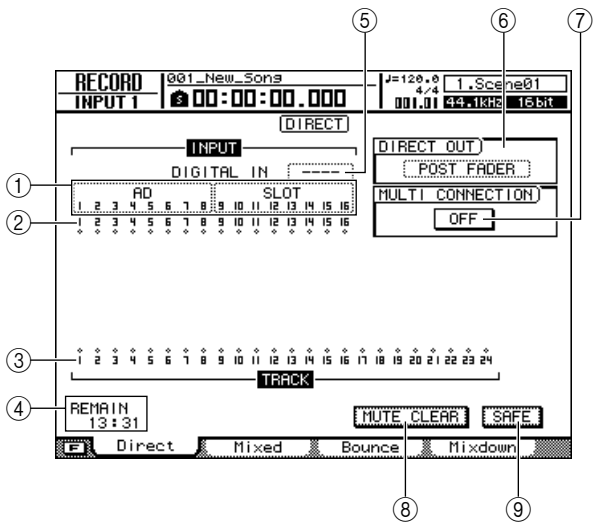 ⑤ ⑥ ⑦
RECORD 001_New_Song ♩=120.0 4/4 1.Scene01
INPUT 1 S 00:00:00.000 001.01 44.1kHz 16bit
DIRECT
INPUT
DIGITAL IN ----
DIRECT OUT
POST FADER
① AD SLOT
1 2 3 4 5 6 7 8 9 10 11 12 13 14 15 16
MULTI CONNECTION
OFF
② 1 2 3 4 5 6 7 8 9 10 11 12 13 14 15 16
③ 1 2 3 4 5 6 7 8 9 10 11 12 13 14 15 16 17 18 19 20 21 22 23 24
TRACK
④ REMAIN
13:31
MUTE CLEAR SAFE
F Direct Mixed Bounce Mixdown
⑧ ⑨